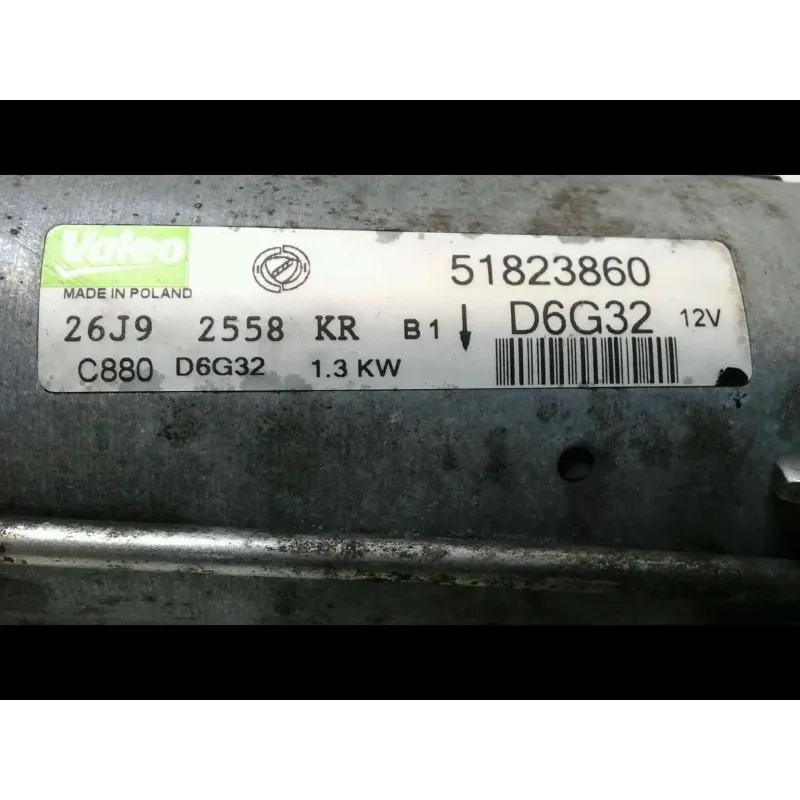 Valeo
MADE IN POLAND
51823860
26J9 2558 KR B1 D6G32 12V
C880 D6G32 1.3 KW